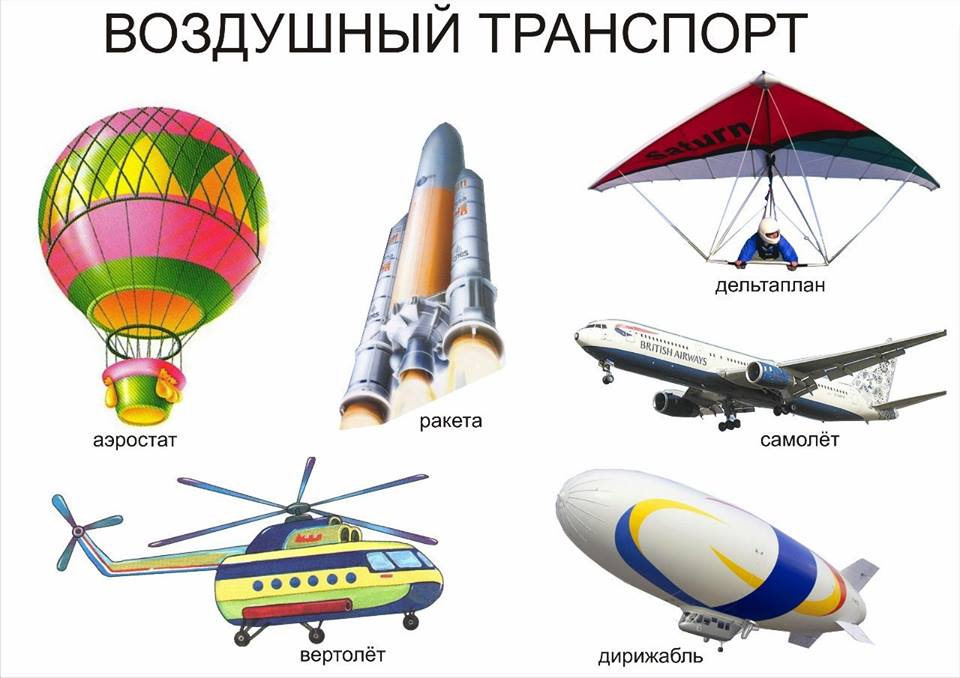 ВОЗДУШНЫЙ ТРАНСПОРТ
Saturn
дельтаплан
BRITISH AIRWAYS
ракета
аэростат
самолёт
вертолёт
дирижабль